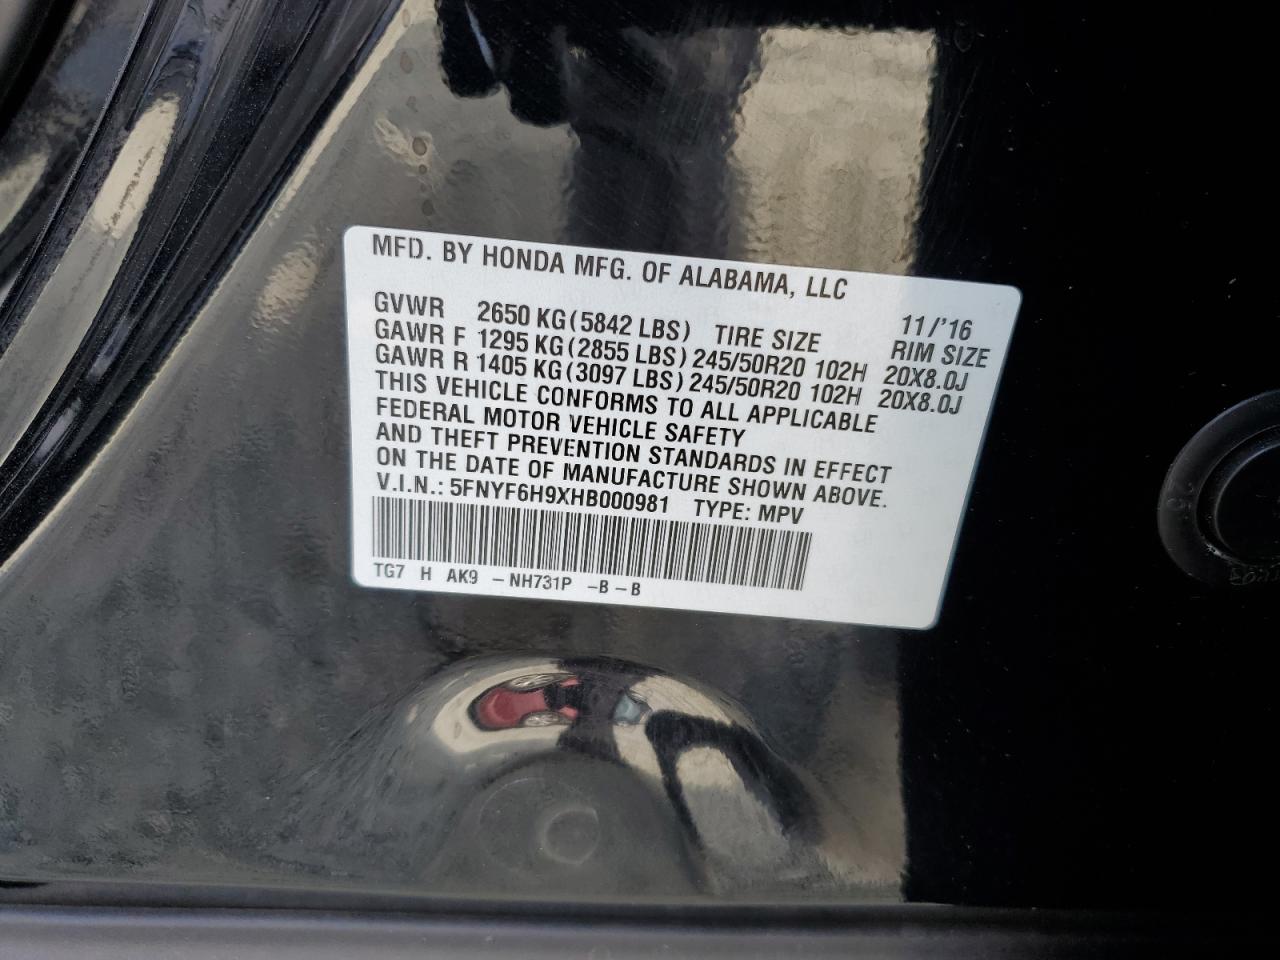 MFD. BY HONDA MFG. OF ALABAMA, LLC
11/'16
GVWR 2650 KG(5842 LBS) TIRE SIZE RIM SIZE
GAWR F 1295 KG(2855 LBS) 245/50R20 102H 20X8.0J
GAWR R 1405 KG(3097 LBS) 245/50R20 102H 20X8.0J
THIS VEHICLE CONFORMS TO ALL APPLICABLE
FEDERAL MOTOR VEHICLE SAFETY
AND THEFT PREVENTION STANDARDS IN EFFECT
ON THE DATE OF MANUFACTURE SHOWN ABOVE.
V.I.N.: 5FNYF6H9XHB000981 TYPE: MPV
TG7 H AK9 -NH731P -B-B